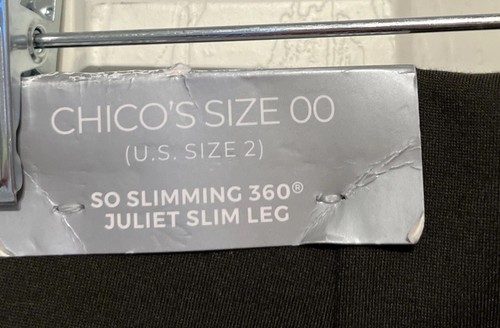 CHICO'S SIZE 00
(U.S. SIZE 2)
SO SLIMMING 360®
JULIET SLIM LEG